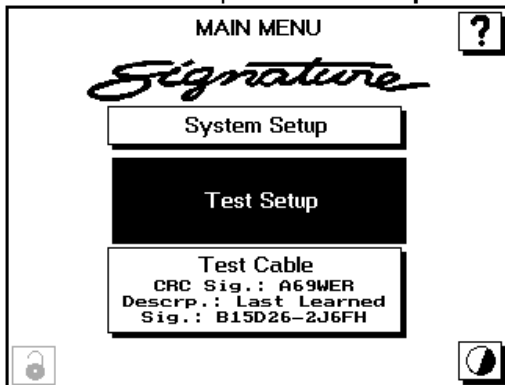 MAIN MENU
?
Signature
System Setup
Test Setup
Test Cable
CRC Sig.: A69WER
Descrp.: Last Learned
Sig.: B15D26-2J6FH